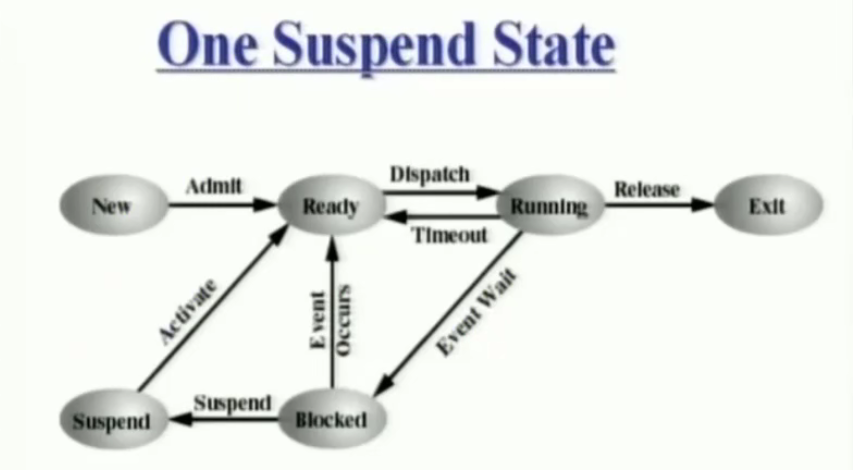 One Suspend State
Admit
Dispatch
Release
New
Ready
Running
Exit
Timeout
Activate
Event
Occurs
Event Wait
Suspend
Suspend
Blocked